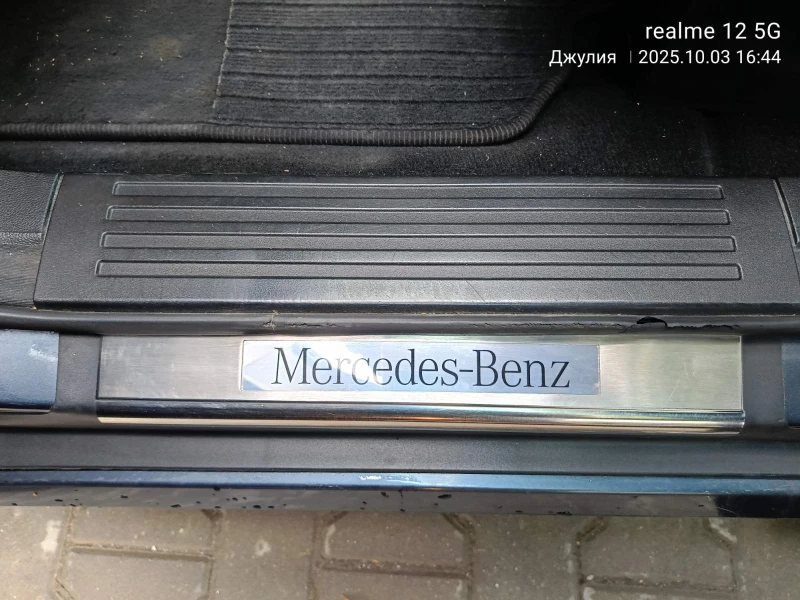 realme 12 5G
Джулия | 2025.10.03 16:44
Mercedes-Benz